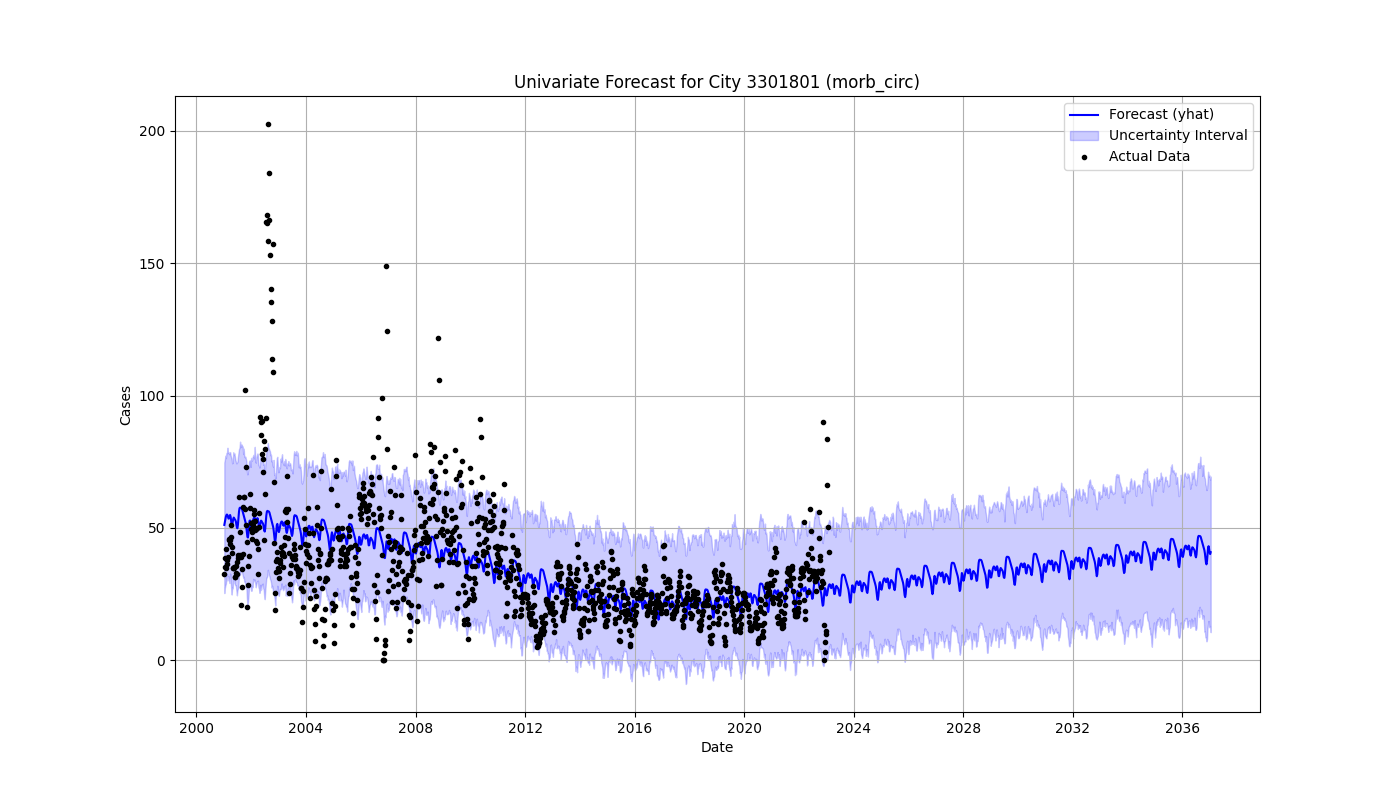 Univariate Forecast for City 3301801 (morb_circ)
Forecast (yhat)
Uncertainty Interval
Actual Data
200
150
100
50
0
Cases
2000 2004 2008 2012 2016 2020 2024 2028 2032 2036
Date